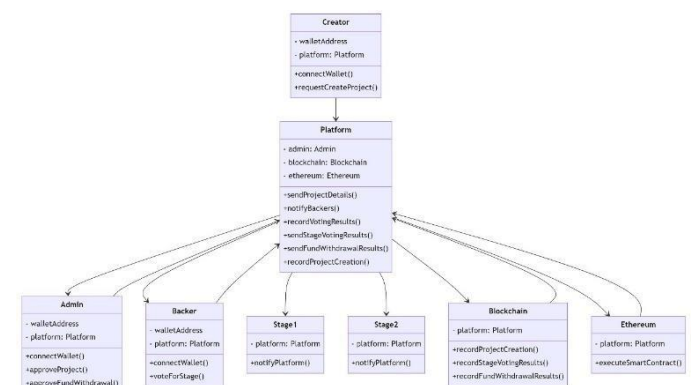 Creator
- walletAddress
- platform: Platform
+connectWallet()
+requestCreateProject()
Platform
- admin: Admin
- blockchain: Blockchain
- ethereum: Ethereum
+sendProjectDetails()
+notifyBackers()
+recordVotingResults()
+sendStageVotingResults()
+sendFundWithdrawalResults()
+recordProjectCreation()
Admin
- walletAddress
- platform: Platform
+connectWallet()
+approveProject()
+approveFundWithdrawal()
Backer
- walletAddress
- platform: Platform
+connectWallet()
+voteForStage()
Stage1
- platform: Platform
+notifyPlatform()
Stage2
- platform: Platform
+notifyPlatform()
Blockchain
- platform: Platform
+recordProjectCreation()
+recordStageVotingResults()
+recordFundWithdrawalResults()
Ethereum
- platform: Platform
+executeSmartContract()